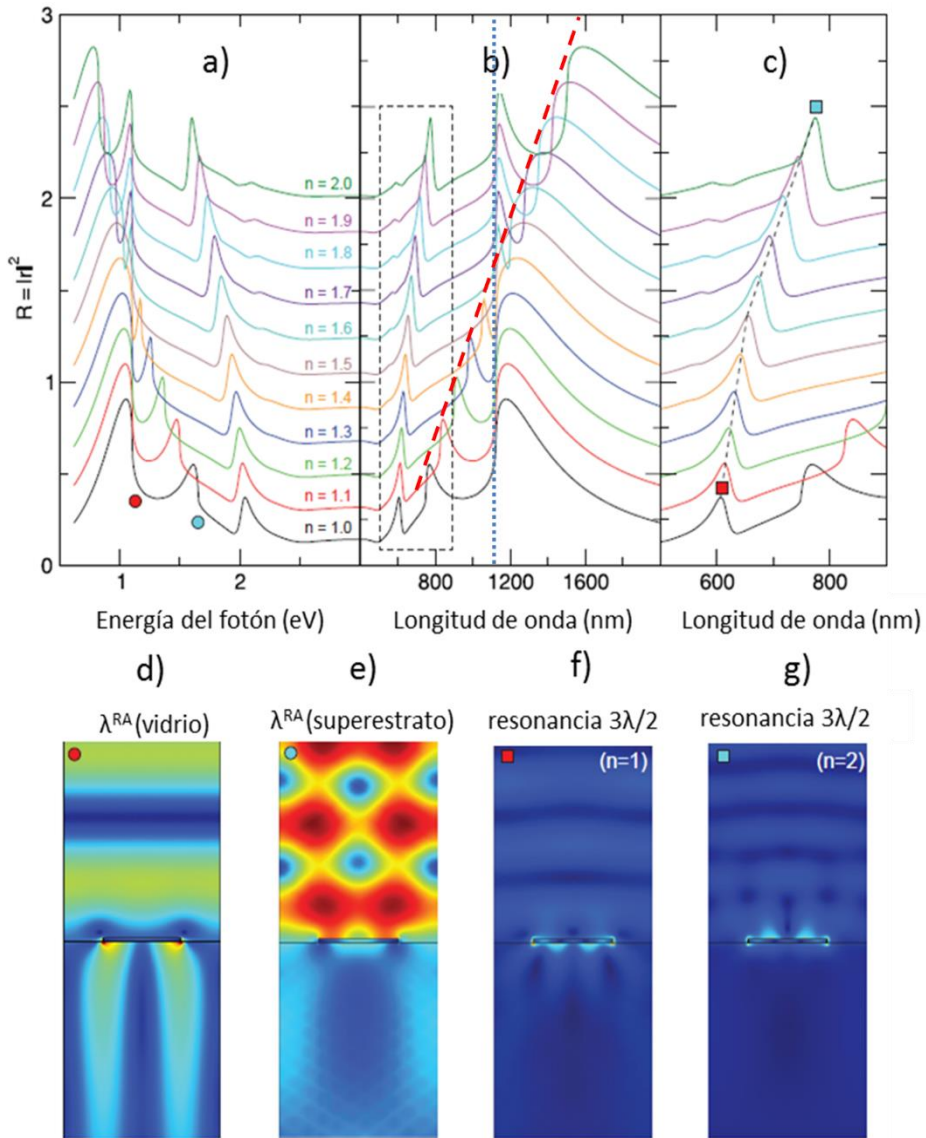 a)
b)
c)
3
2
1
0
R = |r|²
n = 2.0
n = 1.9
n = 1.8
n = 1.7
n = 1.6
n = 1.5
n = 1.4
n = 1.3
n = 1.2
n = 1.1
n = 1.0
1 2
800 1200 1600
600 800
Energía del fotón (eV)
Longitud de onda (nm)
Longitud de onda (nm)
d)
e)
f)
g)
λᴿᴬ (vidrio)
λᴿᴬ (superestrato)
resonancia 3λ/2
resonancia 3λ/2
(n=1)
(n=2)